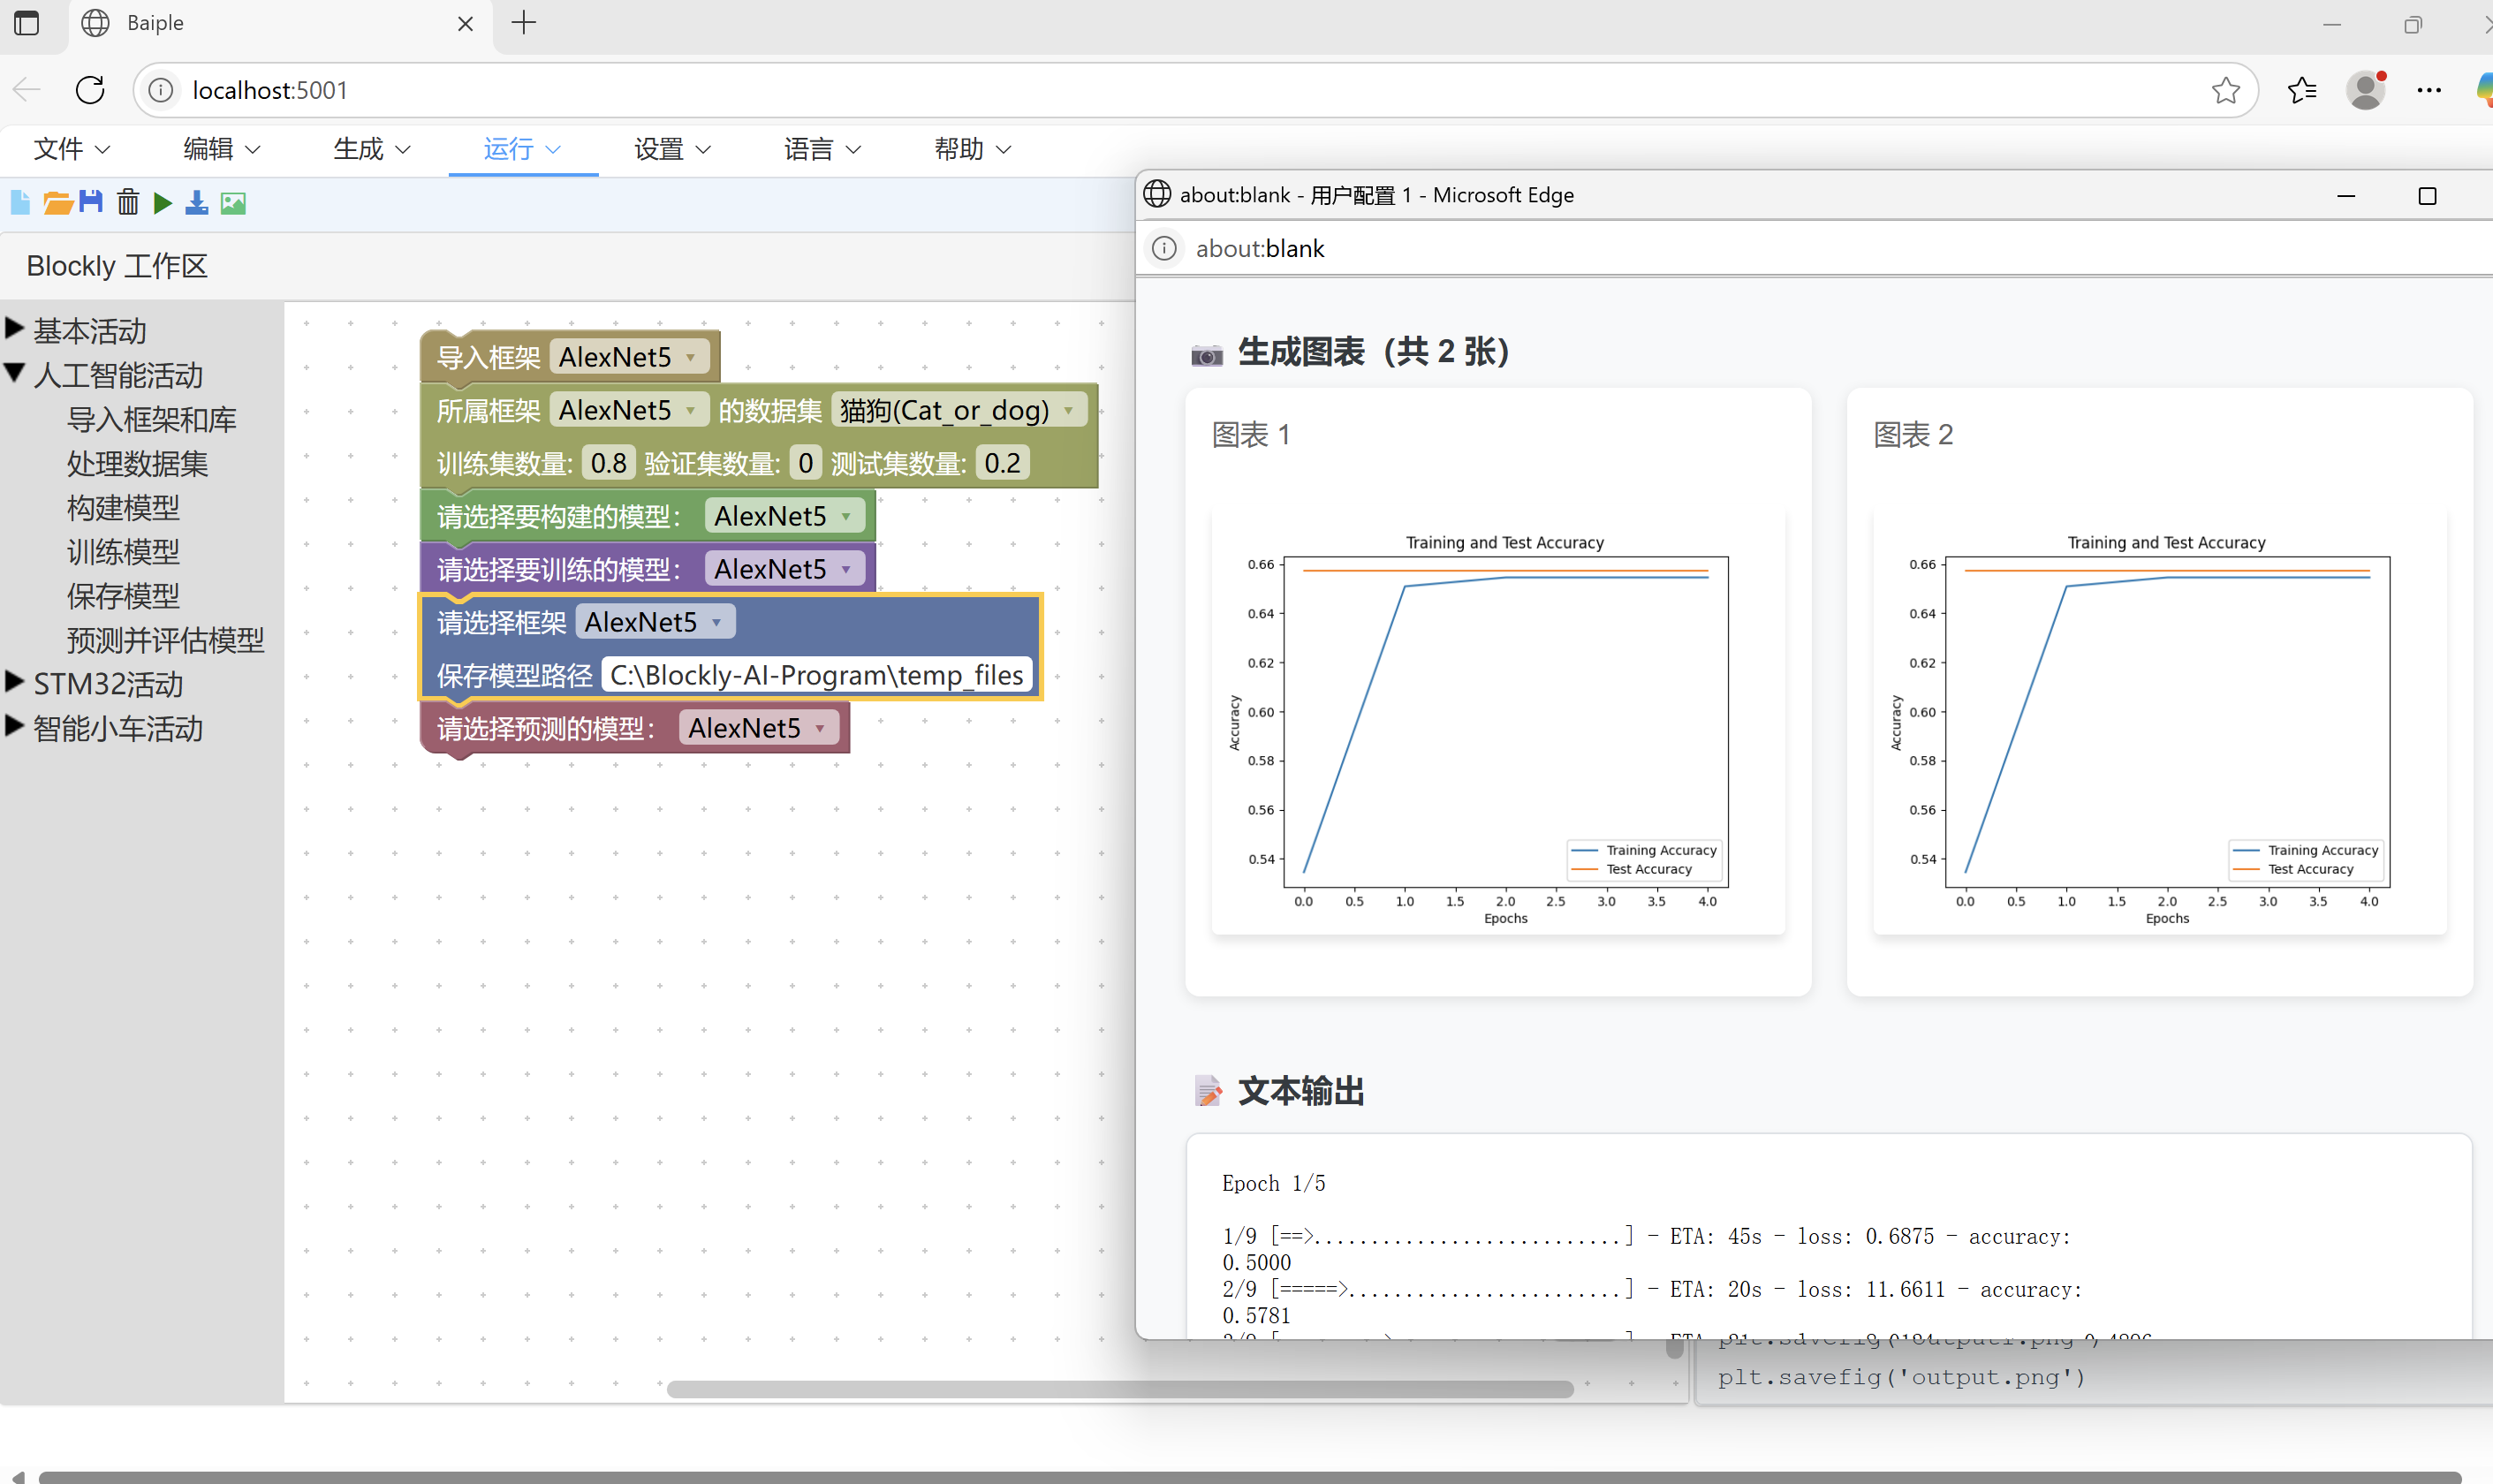 Baiple
localhost:5001
文件 编辑 生成 运行 设置 语言 帮助
Blockly 工作区
基本活动
人工智能活动
导入框架和库
处理数据集
构建模型
训练模型
保存模型
预测并评估模型
STM32活动
智能小车活动
导入框架 AlexNet5
所属框架 AlexNet5 的数据集 猫狗(Cat_or_dog)
训练集数量: 0.8 验证集数量: 0 测试集数量: 0.2
请选择要构建的模型： AlexNet5
请选择要训练的模型： AlexNet5
请选择框架 AlexNet5
保存模型路径 C:\Blockly-AI-Program\temp_files
请选择预测的模型： AlexNet5
about:blank - 用户配置 1 - Microsoft Edge
about:blank
生成图表（共 2 张）
图表 1
Training and Test Accuracy
0.66
0.64
0.62
0.60
0.58
0.56
0.54
Accuracy
Training Accuracy
Test Accuracy
0.0 0.5 1.0 1.5 2.0 2.5 3.0 3.5 4.0
Epochs
图表 2
Training and Test Accuracy
0.66
0.64
0.62
0.60
0.58
0.56
0.54
Accuracy
Training Accuracy
Test Accuracy
0.0 0.5 1.0 1.5 2.0 2.5 3.0 3.5 4.0
Epochs
文本输出
Epoch 1/5
1/9 [==>...........................] - ETA: 45s - loss: 0.6875 - accuracy:
0.5000
2/9 [=====>........................] - ETA: 20s - loss: 11.6611 - accuracy:
0.5781
plt.savefig('output.png')